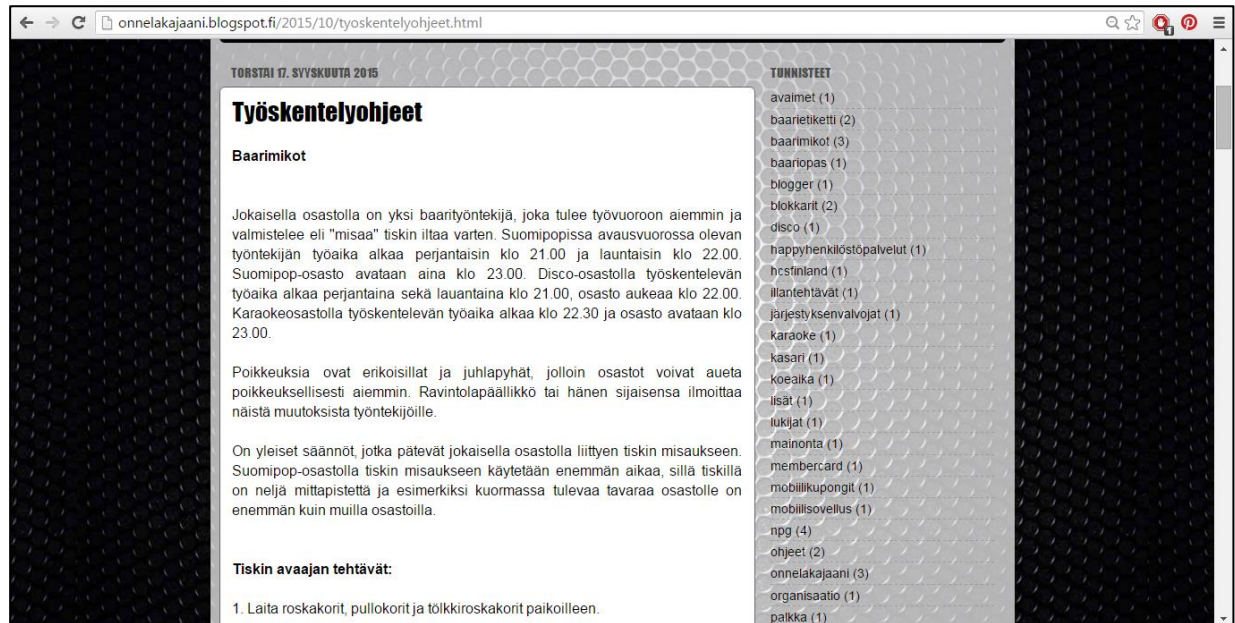 onnelakajaani.blogspot.fi/2015/10/tyoskentelyohjeet.html
1
TORSTAI 17. SYYSKUUTA 2015
Työskentelyohjeet
Baarimikot
Jokaisella osastolla on yksi baarityöntekijä, joka tulee työvuoroon aiemmin ja
valmistelee eli "misaa" tiskin iltaa varten. Suomipopissa avausvuorossa olevan
työntekijän työaika alkaa perjantaisin klo 21.00 ja launtaisin klo 22.00.
Suomipop-osasto avataan aina klo 23.00. Disco-osastolla työskentelevän
työaika alkaa perjantaina sekä lauantaina klo 21.00, osasto aukeaa klo 22.00.
Karaokeosastolla työskentelevän työaika alkaa klo 22.30 ja osasto avataan klo
23.00.
Poikkeuksia ovat erikoisillat ja juhlapyhät, jolloin osastot voivat aueta
poikkeuksellisesti aiemmin. Ravintolapäällikkö tai hänen sijaisensa ilmoittaa
näistä muutoksista työntekijöille.
On yleiset säännöt, jotka pätevät jokaisella osastolla liittyen tiskin misaukseen.
Suomipop-osastolla tiskin misaukseen käytetään enemmän aikaa, sillä tiskillä
on neljä mittapistettä ja esimerkiksi kuormassa tulevaa tavaraa osastolle on
enemmän kuin muilla osastoilla.
Tiskin avaajan tehtävät:
1. Laita roskakorit, pullokorit ja tölkkiroskakorit paikoilleen.
TUNNISTEET
avaimet (1)
baarietiketti (2)
baarimikot (3)
baariopas (1)
blogger (1)
blokkarit (2)
disco (1)
happyhenkilöstöpalvelut (1)
hcsfinland (1)
illantehtävät (1)
järjestyksenvalvojat (1)
karaoke (1)
kasari (1)
koeaika (1)
lisät (1)
lukijat (1)
mainonta (1)
membercard (1)
mobiilikupongit (1)
mobiilisovellus (1)
npg (4)
ohjeet (2)
onnelakajaani (3)
organisaatio (1)
palkka (1)